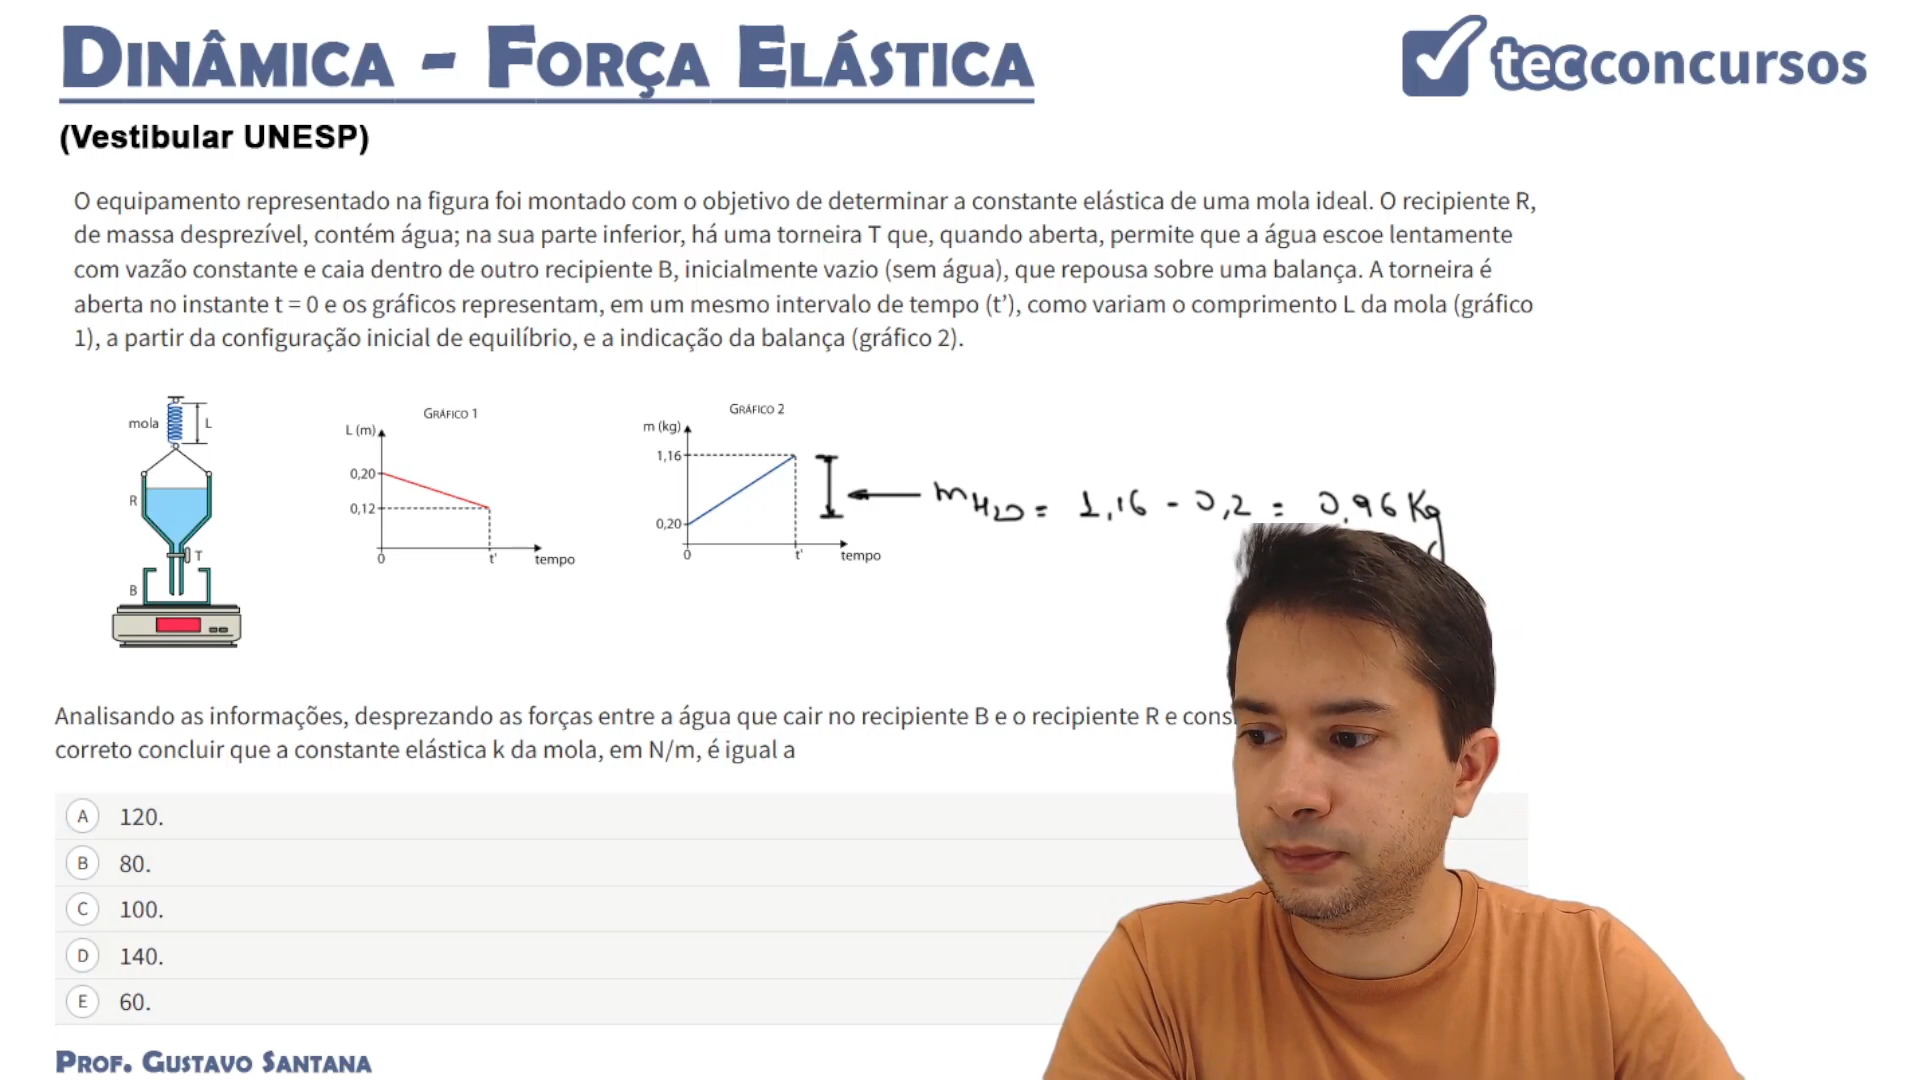 DINÂMICA - FORÇA ELÁSTICA
tecconcursos
(Vestibular UNESP)
O equipamento representado na figura foi montado com o objetivo de determinar a constante elástica de uma mola ideal. O recipiente R,
de massa desprezível, contém água; na sua parte inferior, há uma torneira T que, quando aberta, permite que a água escoe lentamente
com vazão constante e caia dentro de outro recipiente B, inicialmente vazio (sem água), que repousa sobre uma balança. A torneira é
aberta no instante t = 0 e os gráficos representam, em um mesmo intervalo de tempo (t'), como variam o comprimento L da mola (gráfico
1), a partir da configuração inicial de equilíbrio, e a indicação da balança (gráfico 2).
mola
L
R
T
B
GRÁFICO 1
L (m)
0,20
0,12
0
t'
tempo
GRÁFICO 2
m (kg)
1,16
0,20
0
t'
tempo
mH2O = 1,16 - 0,2 = 0,96 Kg
Analisando as informações, desprezando as forças entre a água que cair no recipiente B e o recipiente R e
correto concluir que a constante elástica k da mola, em N/m, é igual a
A 120.
B 80.
C 100.
D 140.
E 60.
PROF. GUSTAVO SANTANA